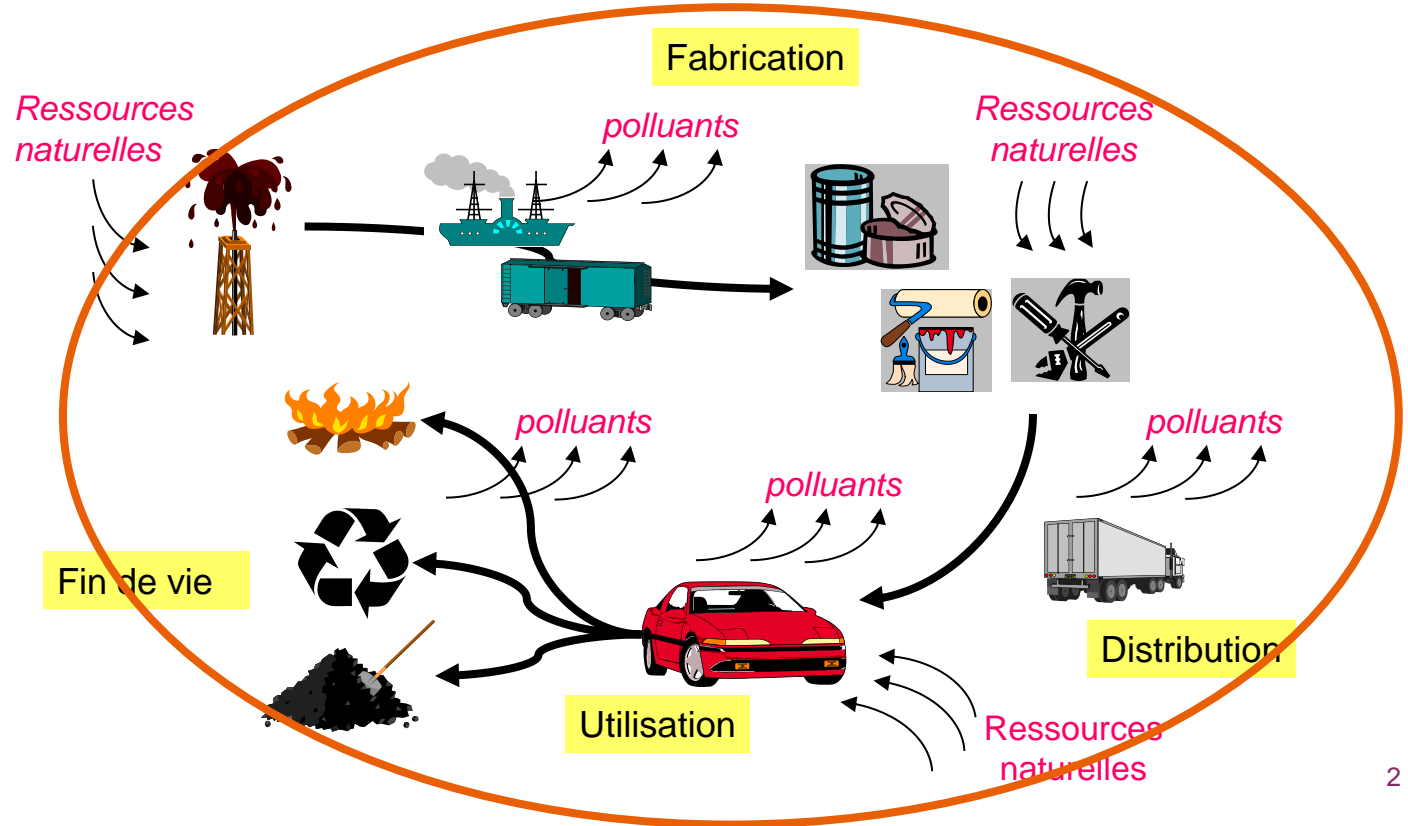 Fabrication
Ressources
naturelles
polluants
Ressources
naturelles
polluants
polluants
polluants
Fin de vie
Distribution
Utilisation
Ressources
naturelles
2